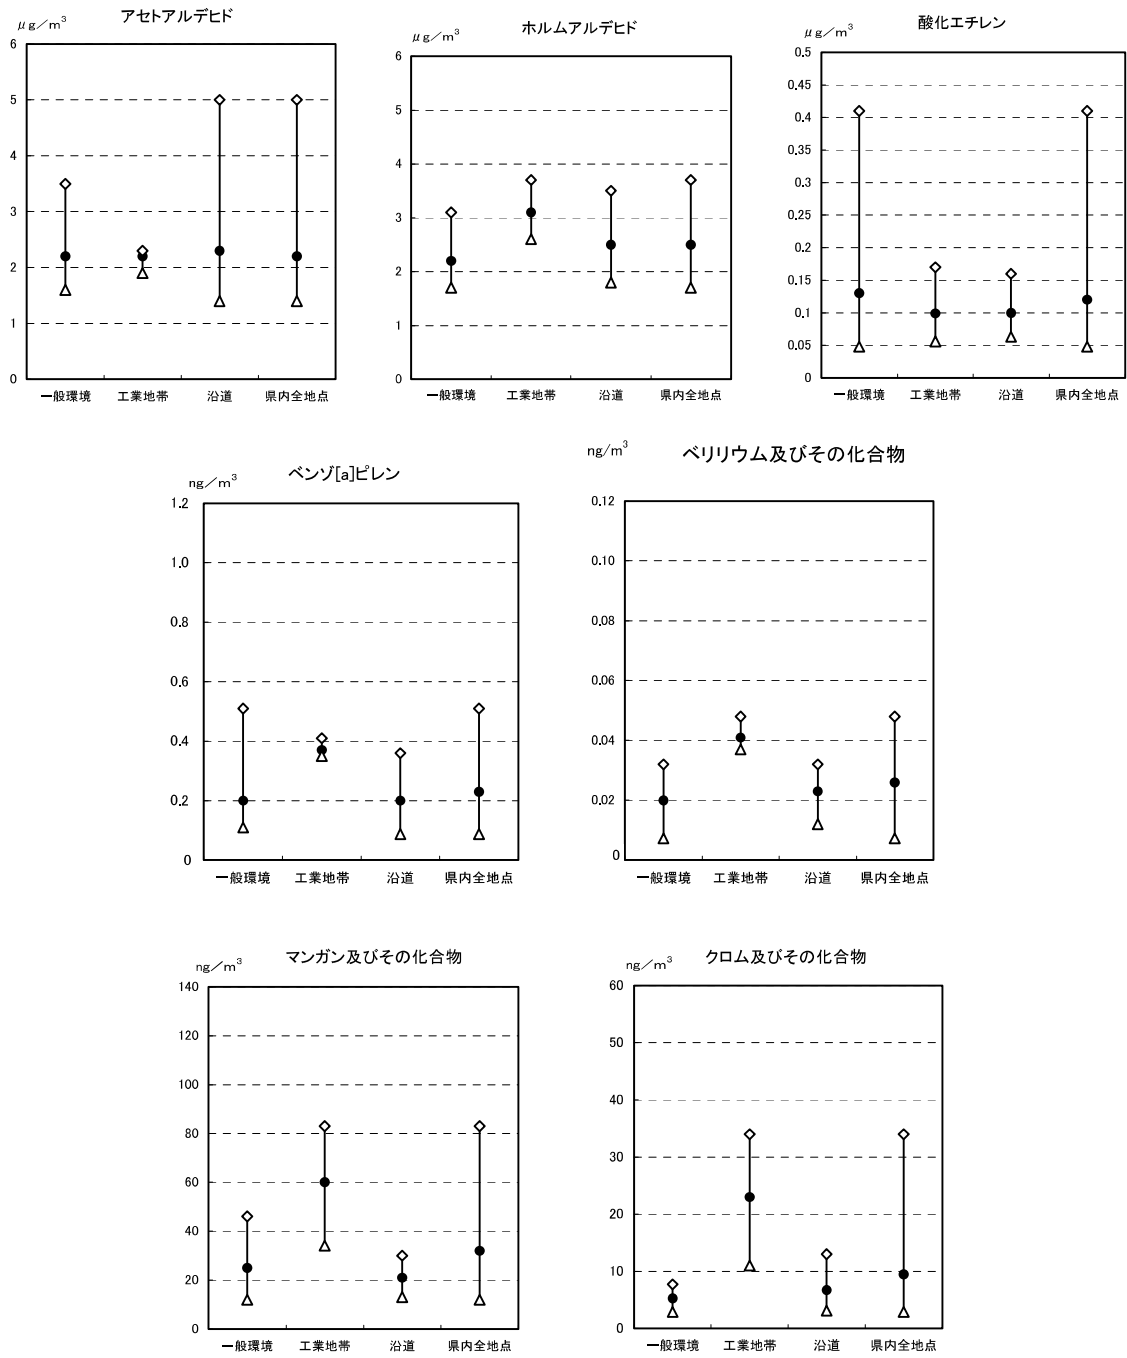 アセトアルデヒド
μg／m³
6
5
4
3
2
1
0
一般環境 工業地帯 沿道 県内全地点
ホルムアルデヒド
μg／m³
6
5
4
3
2
1
0
一般環境 工業地帯 沿道 県内全地点
酸化エチレン
μg／m³
0.5
0.45
0.4
0.35
0.3
0.25
0.2
0.15
0.1
0.05
0
一般環境 工業地帯 沿道 県内全地点
ベンゾ[a]ピレン
ng／m³
1.2
1.0
0.8
0.6
0.4
0.2
0
一般環境 工業地帯 沿道 県内全地点
ベリリウム及びその化合物
ng/m³
0.12
0.10
0.08
0.06
0.04
0.02
0
一般環境 工業地帯 沿道 県内全地点
マンガン及びその化合物
ng／m³
140
120
100
80
60
40
20
0
一般環境 工業地帯 沿道 県内全地点
クロム及びその化合物
ng／m³
60
50
40
30
20
10
0
一般環境 工業地帯 沿道 県内全地点